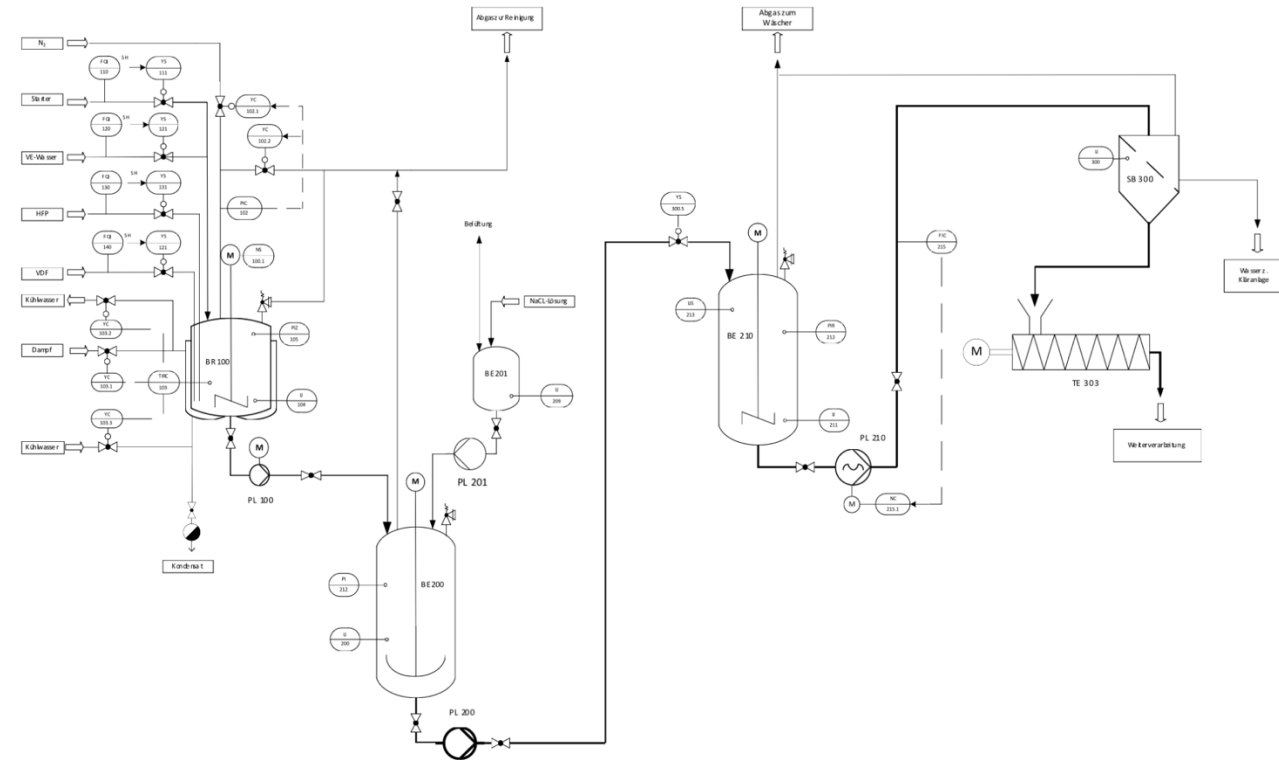 Abgas zur Reinigung
Abgas zum
Wäscher
N₂
FQI
110
SH
YS
111
Starter
YC
102.1
FQI
120
SH
YS
121
YC
102.2
VE-Wasser
FQI
130
SH
YS
131
HFP
PIC
102
FQI
140
SH
YS
121
VDF
M
NS
100.1
Kühlwasser
YC
103.2
PIZ
105
BR100
Dampf
YC
103.1
TIRC
103
LI
104
YC
103.3
Kühlwasser
M
PL 100
Kondensat
Belüftung
NaCL-Lösung
BE201
LI
209
PL 201
M
BE200
PI
212
LI
200
PL 200
YS
300.5
M
LIS
213
BE 210
PIR
212
LI
211
PL 210
M
NC
210.1
FIC
215
LI
300
SB 300
Wasser z.
Kläranlage
M
TE 303
Weiterverarbeitung